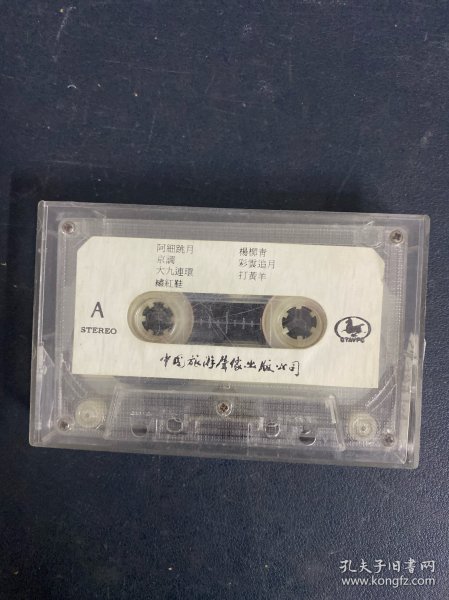 阿細跳月
京調
大九連環
繡紅鞋
楊柳青
彩雲追月
打黃羊
A
STEREO
CTAVPC
中国旅游声像出版公司
孔夫子旧书网
www.kongfz.com